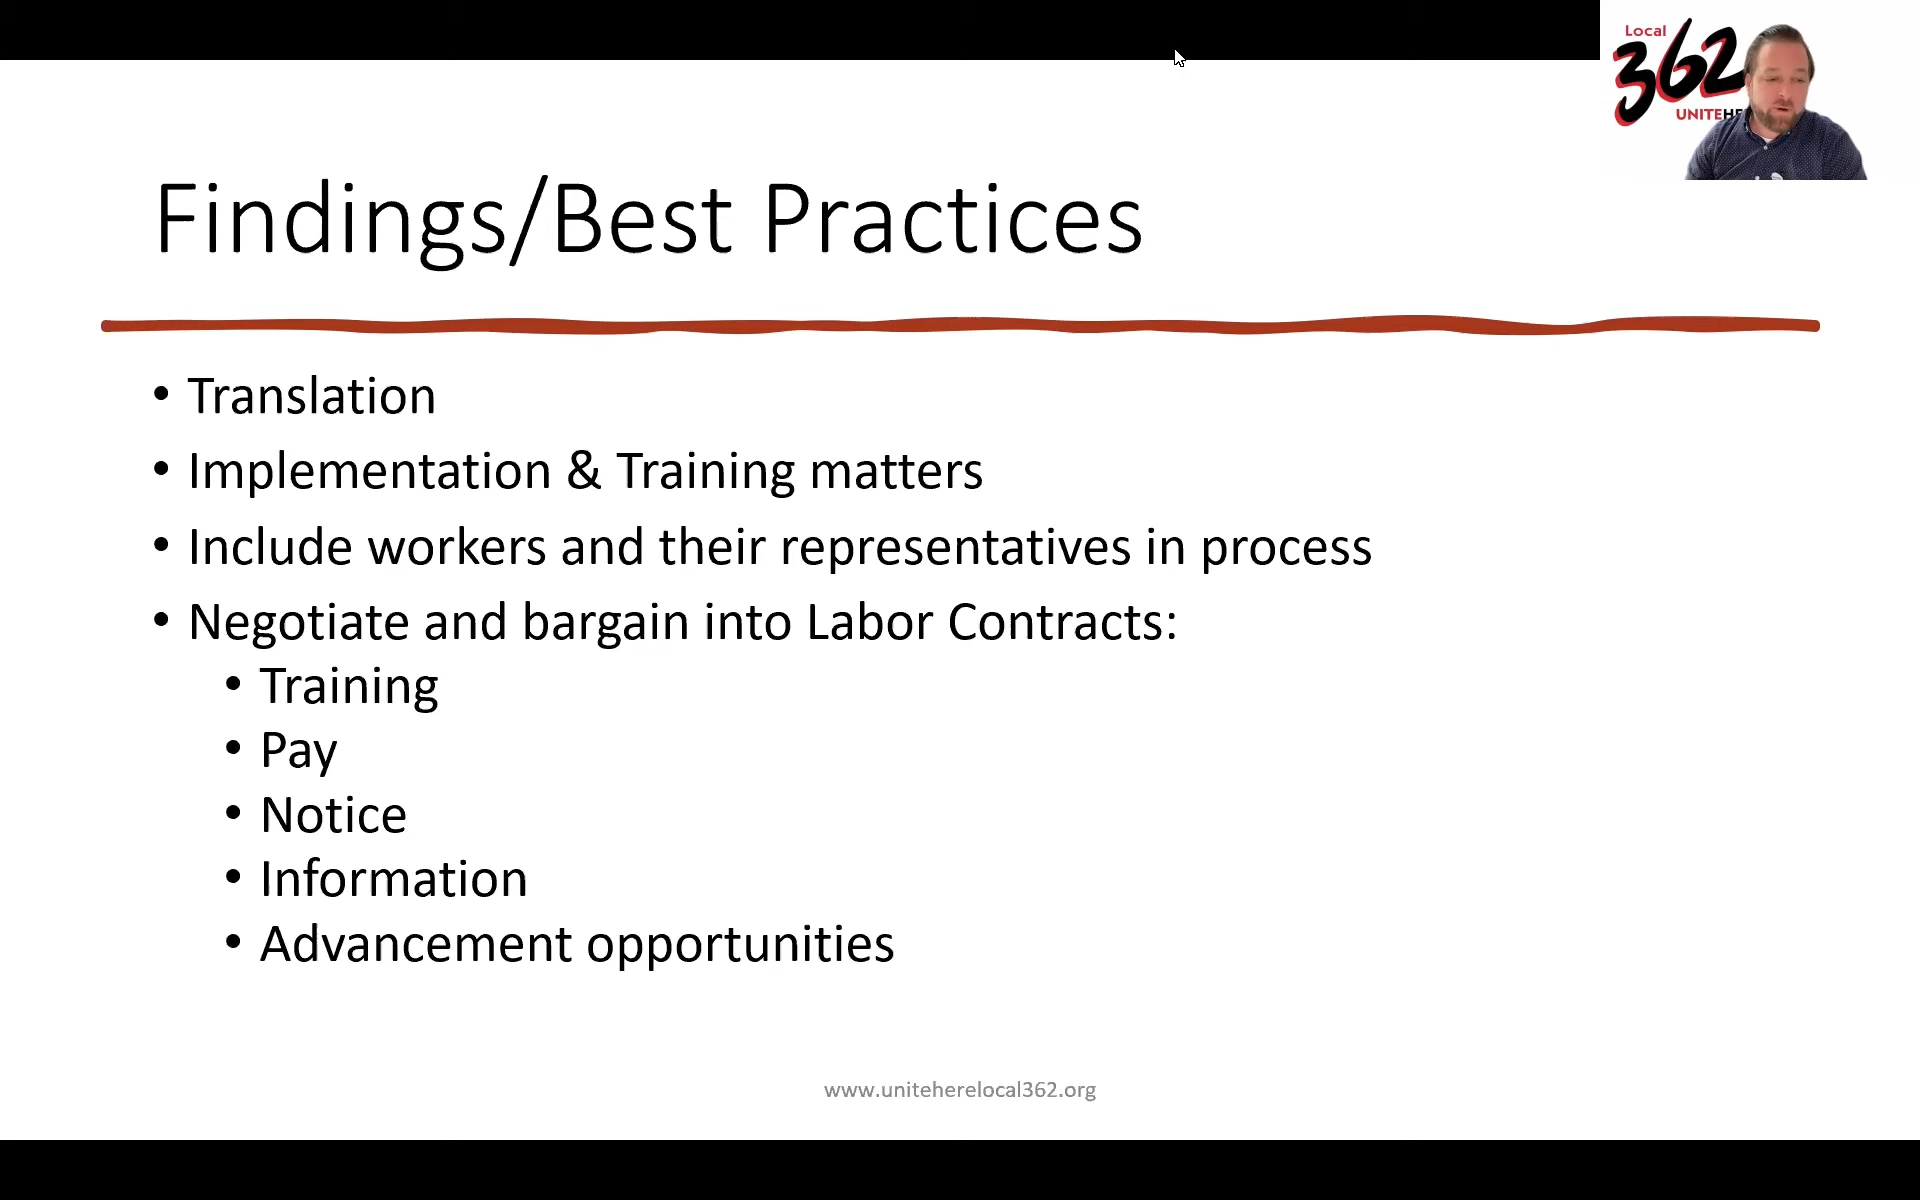 Local
362
UNITEHE
Findings/Best Practices
• Translation
• Implementation & Training matters
• Include workers and their representatives in process
• Negotiate and bargain into Labor Contracts:
• Training
• Pay
• Notice
• Information
• Advancement opportunities
www.uniteherelocal362.org